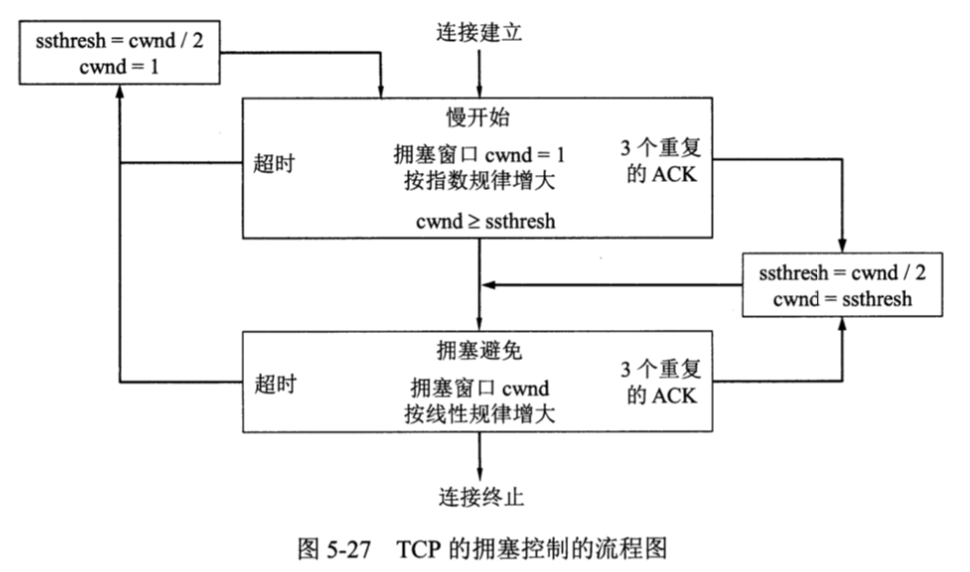 连接建立
ssthresh = cwnd / 2
cwnd = 1
慢开始
超时
拥塞窗口 cwnd = 1
按指数规律增大
3 个重复
的 ACK
cwnd ≥ ssthresh
ssthresh = cwnd / 2
cwnd = ssthresh
拥塞避免
超时
拥塞窗口 cwnd
按线性规律增大
3 个重复
的 ACK
连接终止
图 5-27 TCP 的拥塞控制的流程图